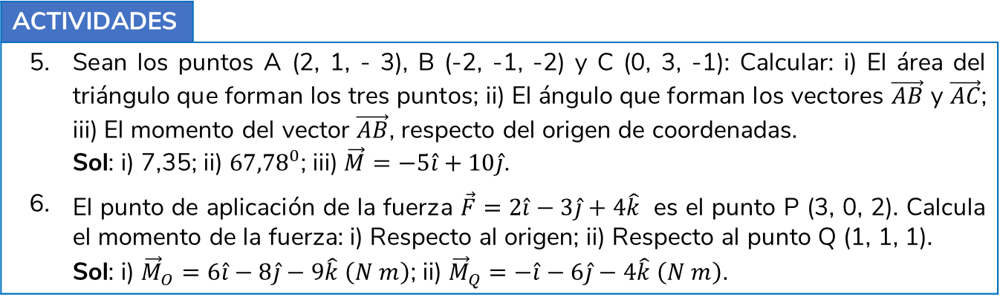 ACTIVIDADES
5. Sean los puntos A (2, 1, - 3), B (-2, -1, -2) y C (0, 3, -1): Calcular: i) El área del
triángulo que forman los tres puntos; ii) El ángulo que forman los vectores $\overrightarrow{AB}$ y $\overrightarrow{AC}$;
iii) El momento del vector $\overrightarrow{AB}$, respecto del origen de coordenadas.
Sol: i) 7,35; ii) $67,78^0$; iii) $\vec{M} = -5\hat{\imath} + 10\hat{\jmath}$.
6. El punto de aplicación de la fuerza $\vec{F} = 2\hat{\imath} - 3\hat{\jmath} + 4\hat{k}$ es el punto P (3, 0, 2). Calcula
el momento de la fuerza: i) Respecto al origen; ii) Respecto al punto Q (1, 1, 1).
Sol: i) $\vec{M}_O = 6\hat{\imath} - 8\hat{\jmath} - 9\hat{k}\ (N\ m)$; ii) $\vec{M}_Q = -\hat{\imath} - 6\hat{\jmath} - 4\hat{k}\ (N\ m)$.